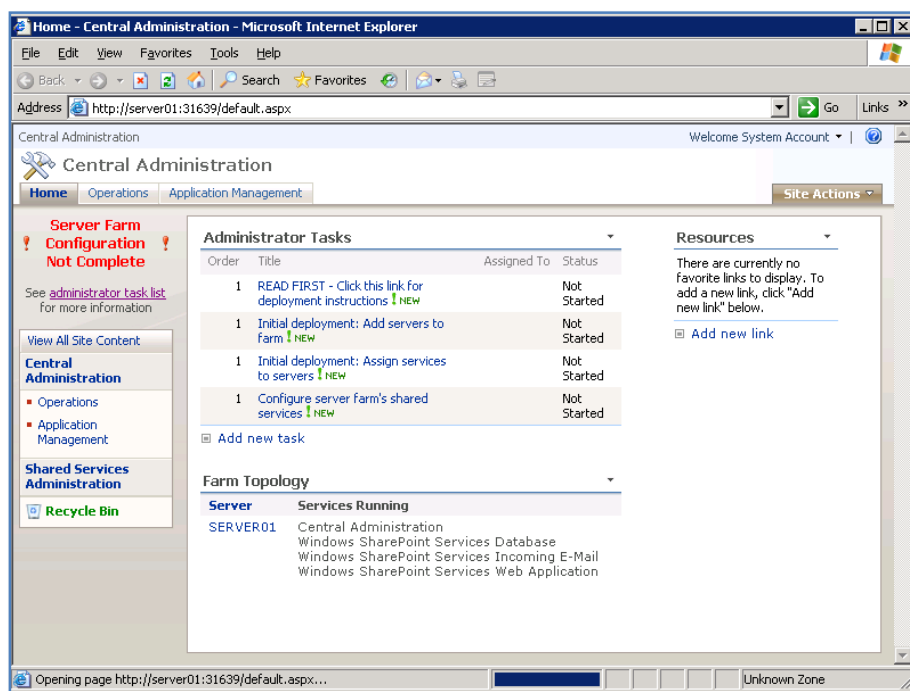 Home - Central Administration - Microsoft Internet Explorer
File Edit View Favorites Tools Help
Back Search Favorites
Address http://server01:31639/default.aspx Go Links »
Central Administration Welcome System Account
Central Administration
Home Operations Application Management Site Actions
Server Farm
! Configuration !
Not Complete
See administrator task list
for more information
View All Site Content
Central
Administration
Operations
Application
Management
Shared Services
Administration
Recycle Bin
Administrator Tasks
Order Title Assigned To Status
1 READ FIRST - Click this link for
deployment instructions ! NEW
Not
Started
1 Initial deployment: Add servers to
farm ! NEW
Not
Started
1 Initial deployment: Assign services
to servers ! NEW
Not
Started
1 Configure server farm's shared
services ! NEW
Not
Started
Add new task
Farm Topology
Server Services Running
SERVER01 Central Administration
Windows SharePoint Services Database
Windows SharePoint Services Incoming E-Mail
Windows SharePoint Services Web Application
Resources
There are currently no
favorite links to display. To
add a new link, click "Add
new link" below.
Add new link
Opening page http://server01:31639/default.aspx... Unknown Zone